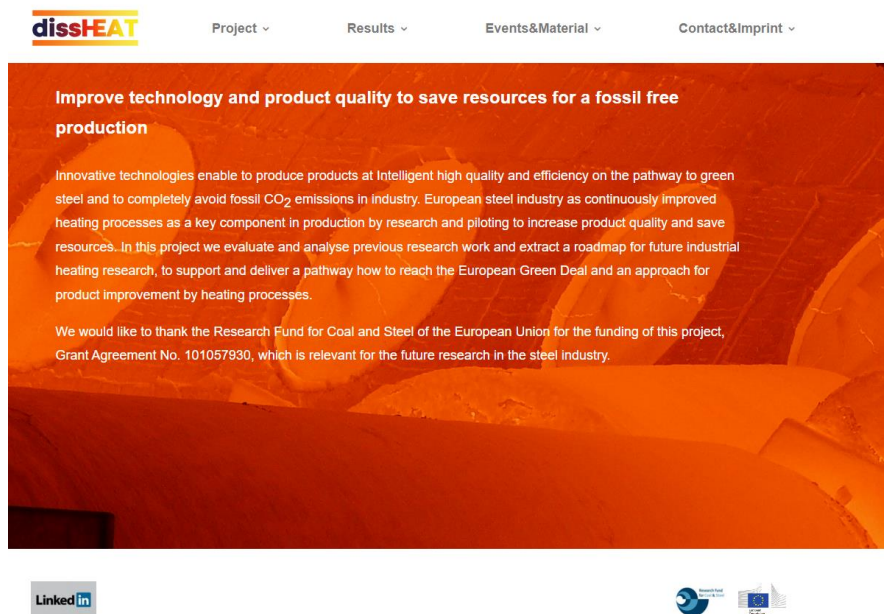 dissHEAT
Project
Results
Events&Material
Contact&Imprint
Improve technology and product quality to save resources for a fossil free
production
Innovative technologies enable to produce products at Intelligent high quality and efficiency on the pathway to green
steel and to completely avoid fossil CO2 emissions in industry. European steel industry as continuously improved
heating processes as a key component in production by research and piloting to increase product quality and save
resources. In this project we evaluate and analyse previous research work and extract a roadmap for future industrial
heating research, to support and deliver a pathway how to reach the European Green Deal and an approach for
product improvement by heating processes.
We would like to thank the Research Fund for Coal and Steel of the European Union for the funding of this project,
Grant Agreement No. 101057930, which is relevant for the future research in the steel industry.
Linked in
Research Fund
for Coal & Steel